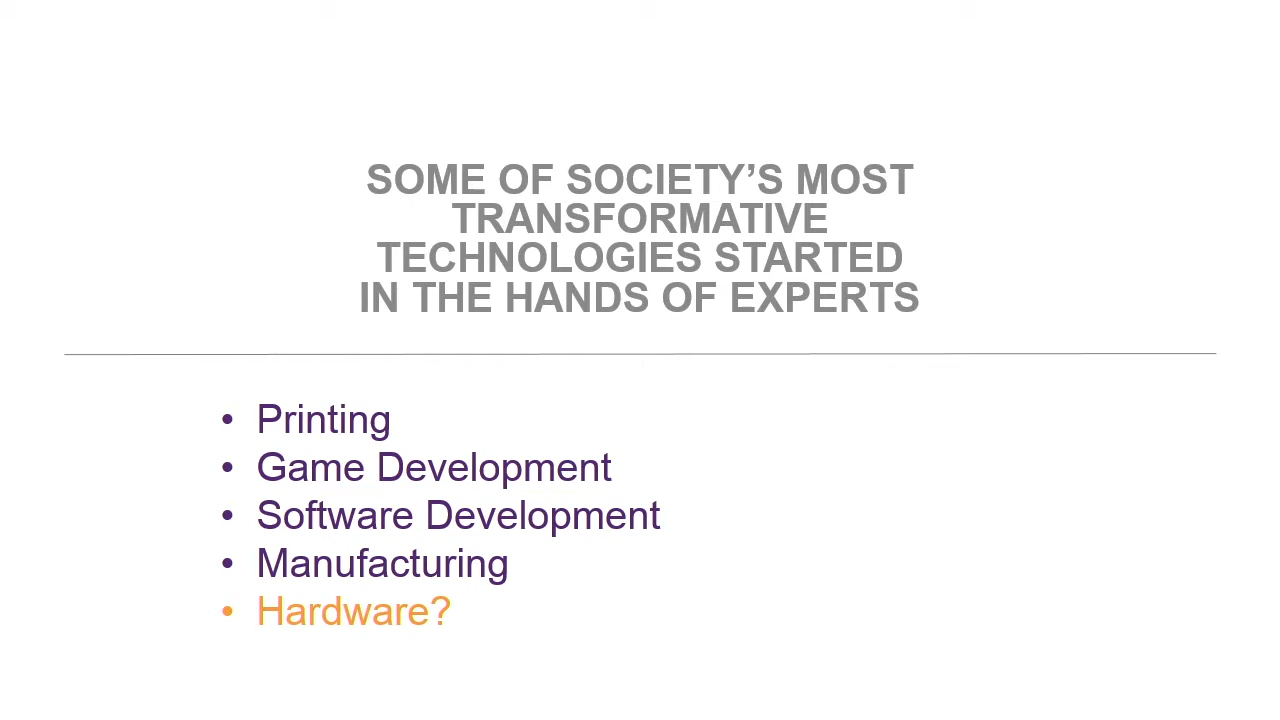 SOME OF SOCIETY’S MOST
TRANSFORMATIVE
TECHNOLOGIES STARTED
IN THE HANDS OF EXPERTS
• Printing
• Game Development
• Software Development
• Manufacturing
• Hardware?